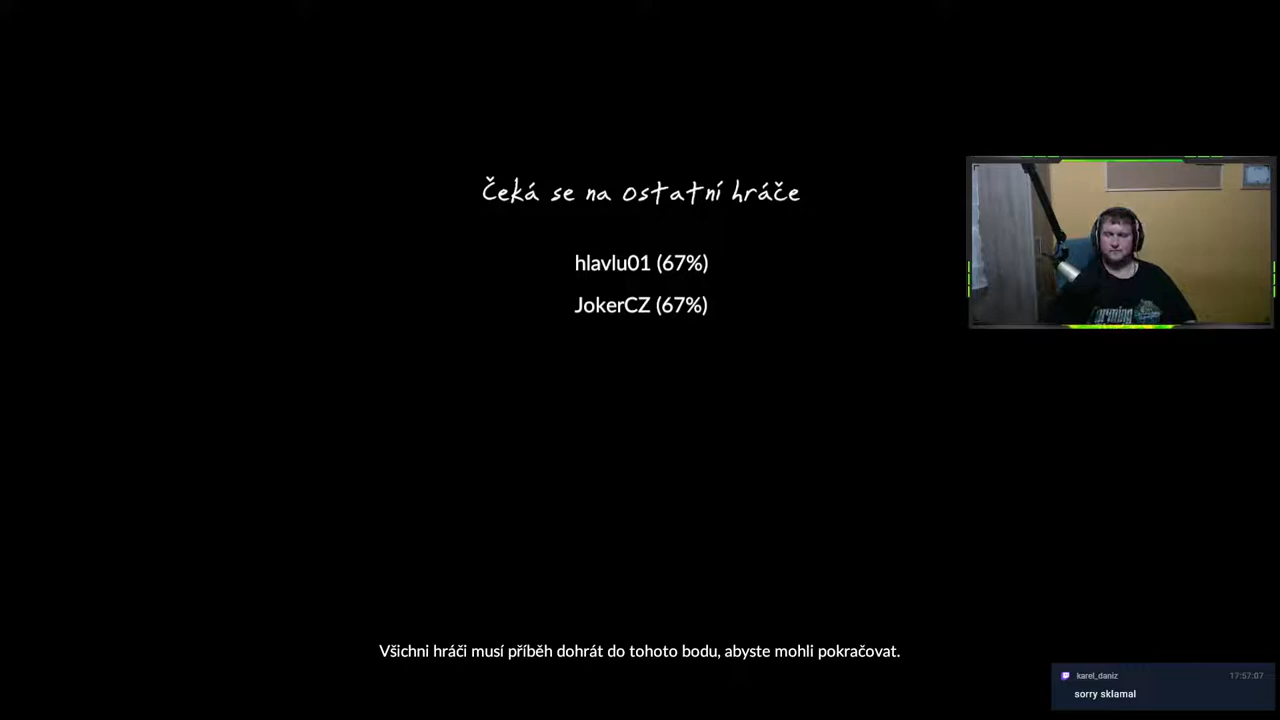 Čeká se na ostatní hráče
hlavlu01 (67%)
JokerCZ (67%)
Všichni hráči musí příběh dohrát do tohoto bodu, abyste mohli pokračovat.
karel_daniz 17:57:07
sorry sklamal